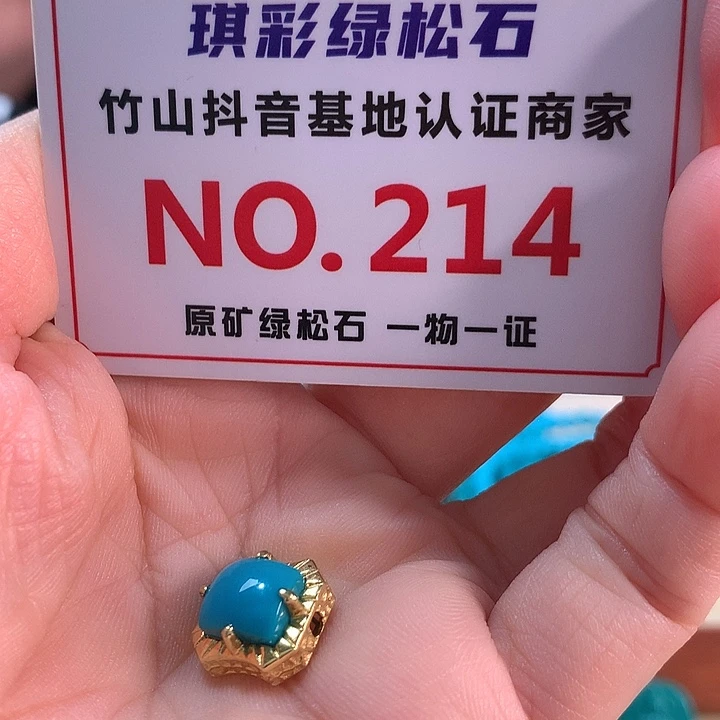 琪彩绿松石
竹山抖音基地认证商家
NO.214
原矿绿松石 一物一证